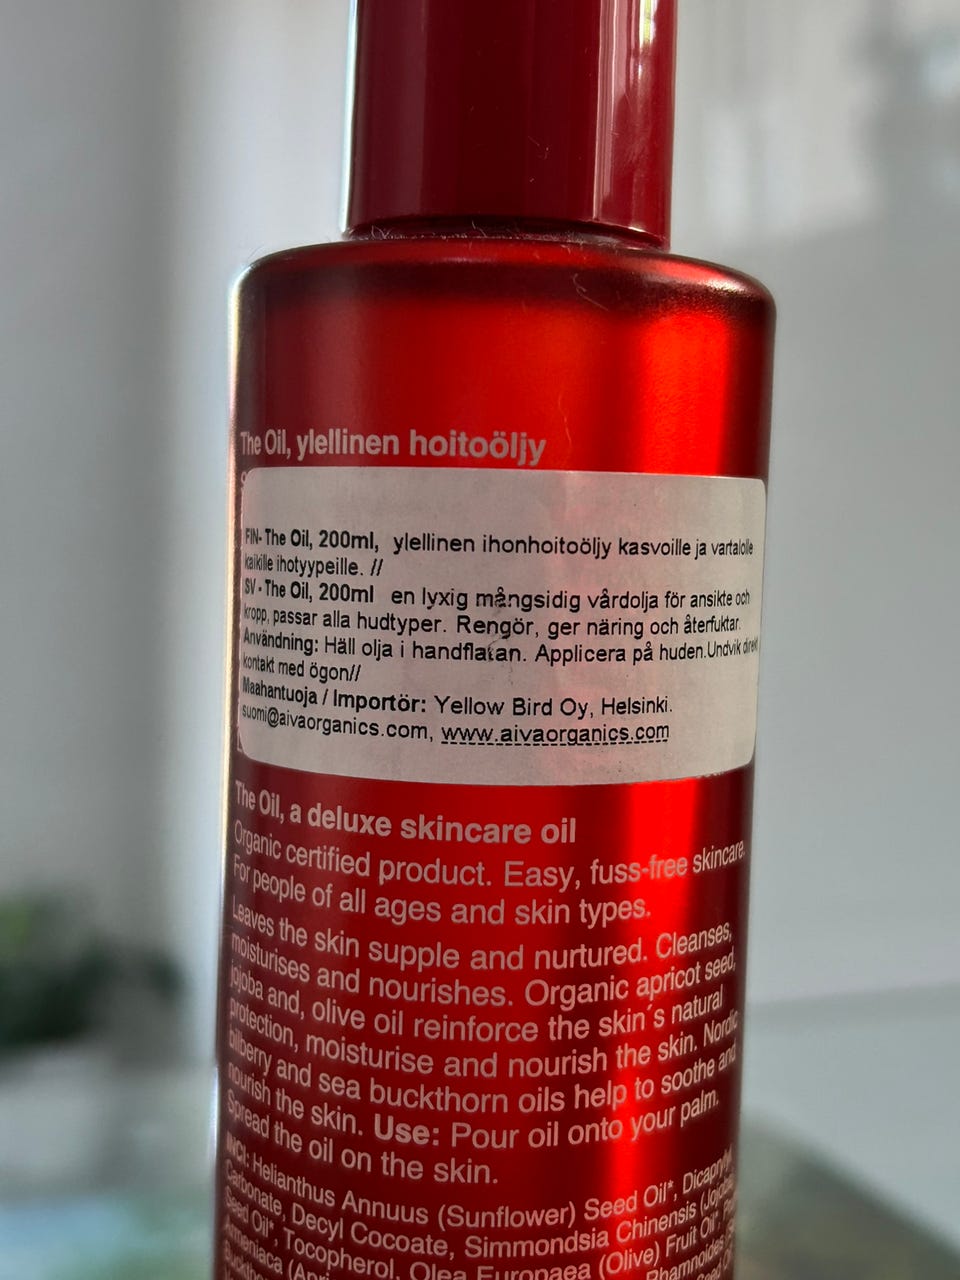 The Oil, ylellinen hoitoöljy
FIN- The Oil, 200ml, ylellinen ihonhoitoöljy kasvoille ja vartalolle
kaikille ihotyypeille. //
SV - The Oil, 200ml en lyxig mångsidig vårdolja för ansikte och
kropp, passar alla hudtyper. Rengör, ger näring och återfuktar.
Användning: Häll olja i handflatan. Applicera på huden.Undvik direkt
kontakt med ögon//
Maahantuoja / Importör: Yellow Bird Oy, Helsinki.
suomi@aivaorganics.com, www.aivaorganics.com
The Oil, a deluxe skincare oil
Organic certified product. Easy, fuss-free skincare.
For people of all ages and skin types.
Leaves the skin supple and nurtured. Cleanses,
moisturises and nourishes. Organic apricot seed,
jojoba and, olive oil reinforce the skin´s natural
protection, moisturise and nourish the skin. Nordic
bilberry and sea buckthorn oils help to soothe and
nourish the skin. Use: Pour oil onto your palm.
Spread the oil on the skin.
INCI: Helianthus Annuus (Sunflower) Seed Oil*, Dicaprylyl
Carbonate, Decyl Cocoate, Simmondsia Chinensis (Jojoba)
Seed Oil*, Tocopherol, Olea Europaea (Olive) Fruit Oil*,
Armeniaca Rhamnoides